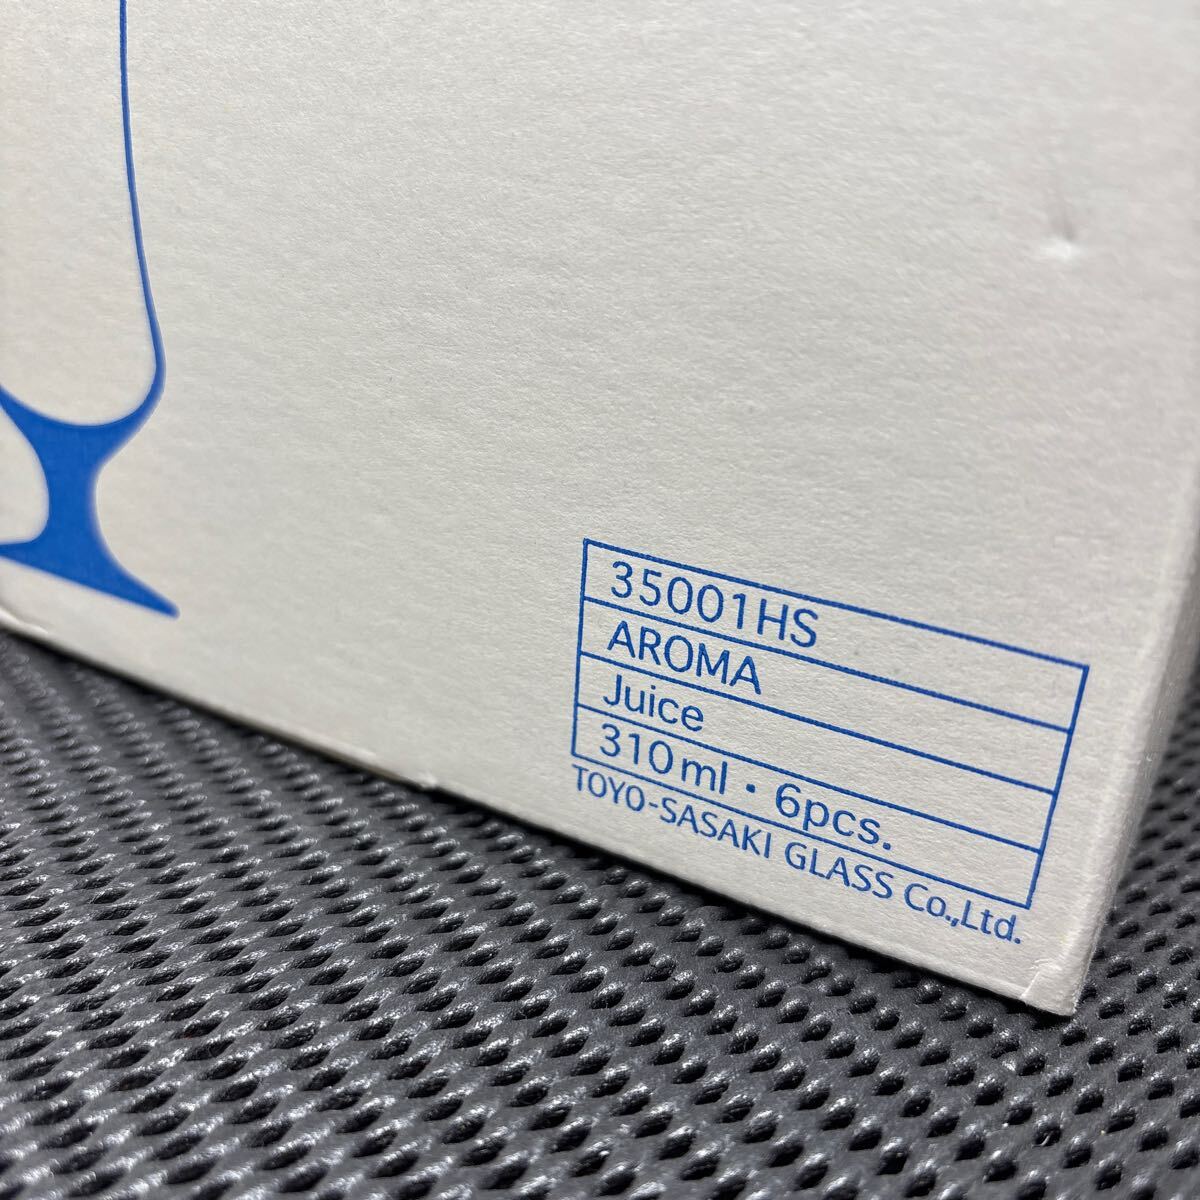 35001HS
AROMA
Juice
310ml・6pcs.
TOYO-SASAKI GLASS Co.,Ltd.